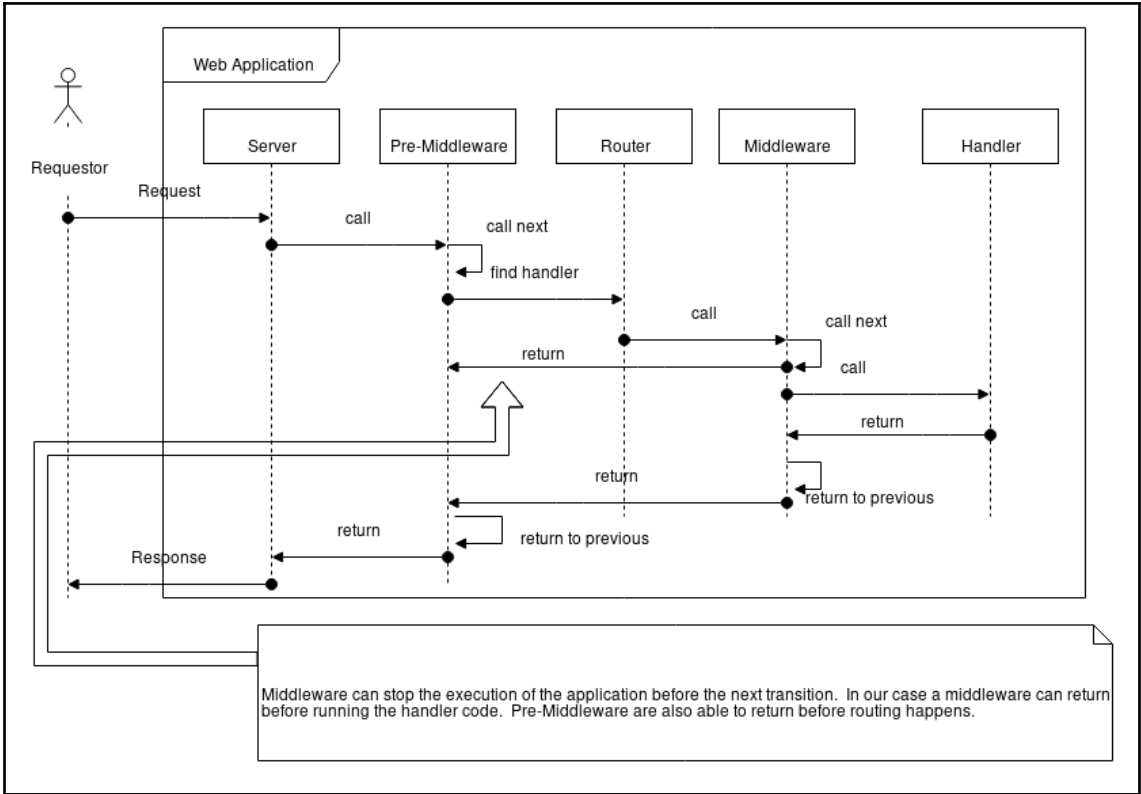 Web Application
Server
Pre-Middleware
Router
Middleware
Handler
Requestor
Request
call
call next
find handler
call
call next
return
call
return
return
return to previous
return
return to previous
Response
Middleware can stop the execution of the application before the next transition.  In our case a middleware can return
before running the handler code.  Pre-Middleware are also able to return before routing happens.